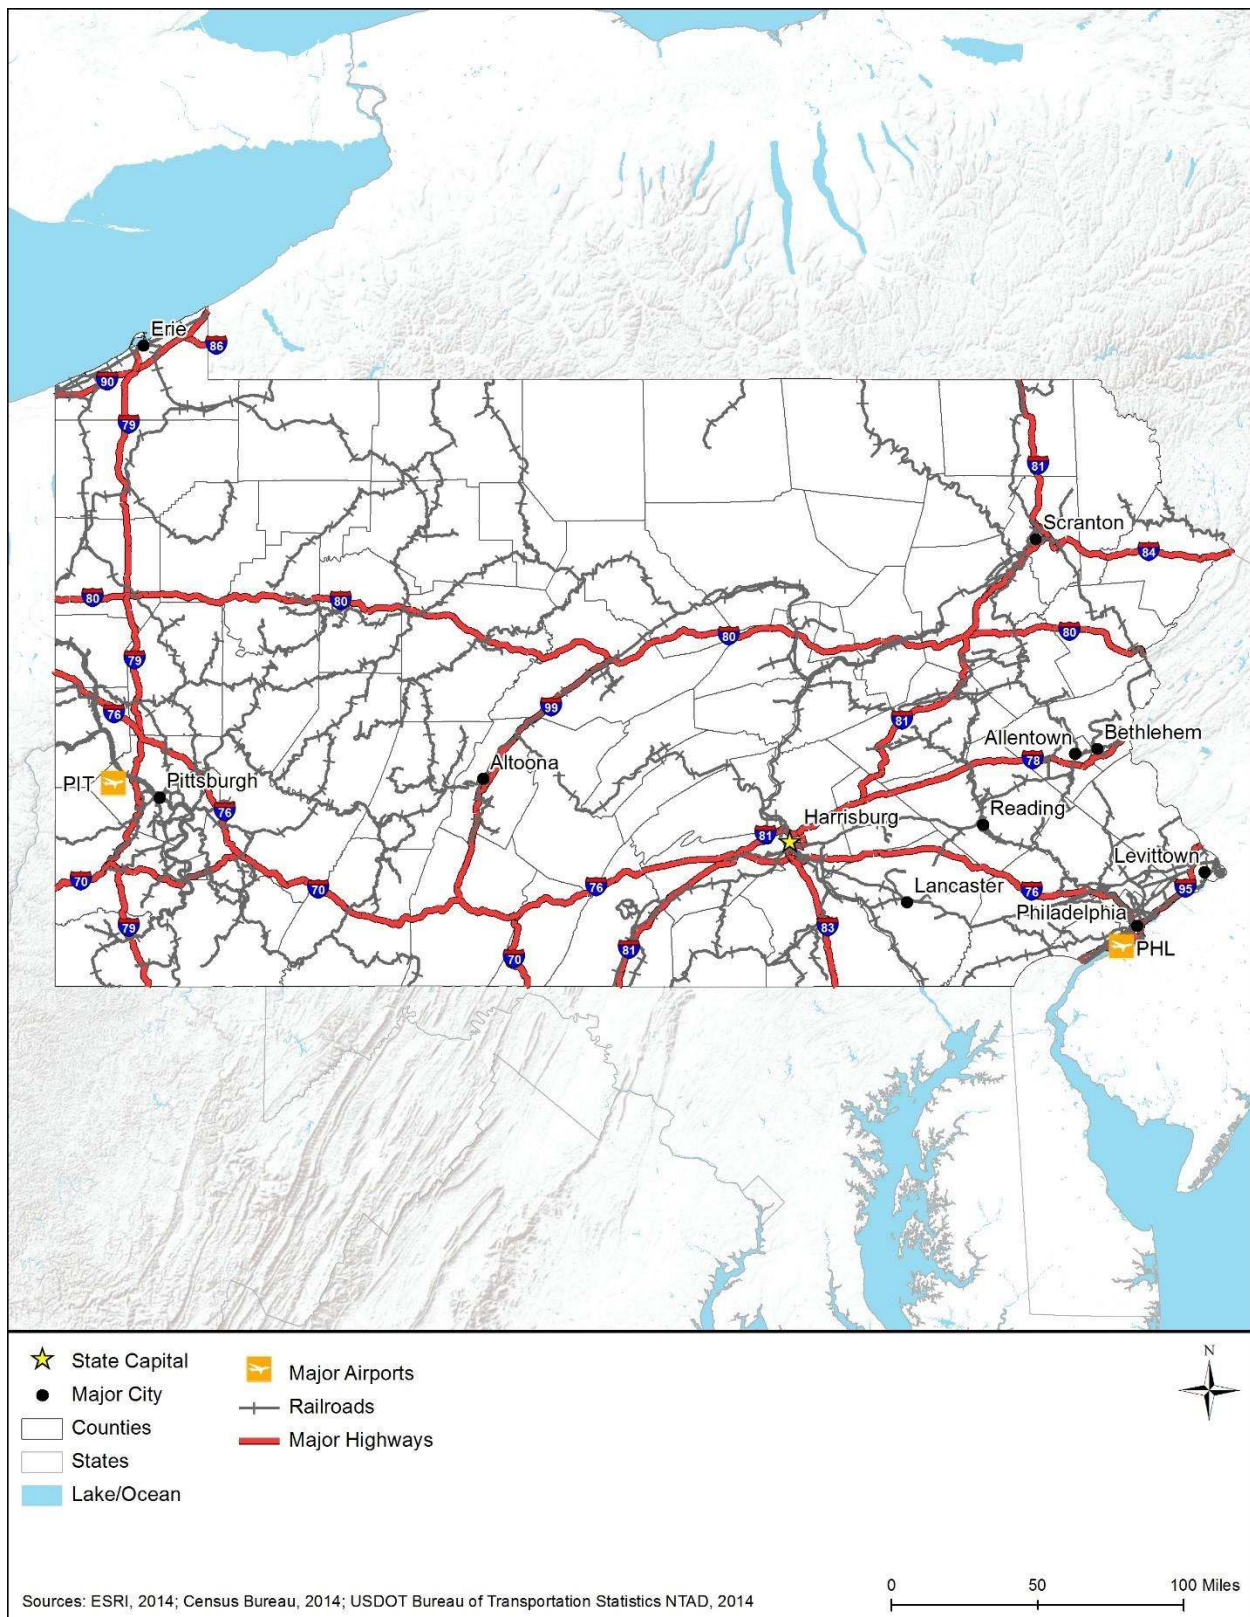 Erie
86
90
79
81
Scranton
84
80
80
80
80
79
99
76
81
Allentown
Bethlehem
78
PIT
Pittsburgh
Altoona
76
Harrisburg
81
Reading
Levittown
70
70
76
Lancaster
76
95
Philadelphia
79
70
81
83
PHL
State Capital
Major City
Counties
States
Lake/Ocean
Major Airports
Railroads
Major Highways
N
0 50 100 Miles
Sources: ESRI, 2014; Census Bureau, 2014; USDOT Bureau of Transportation Statistics NTAD, 2014